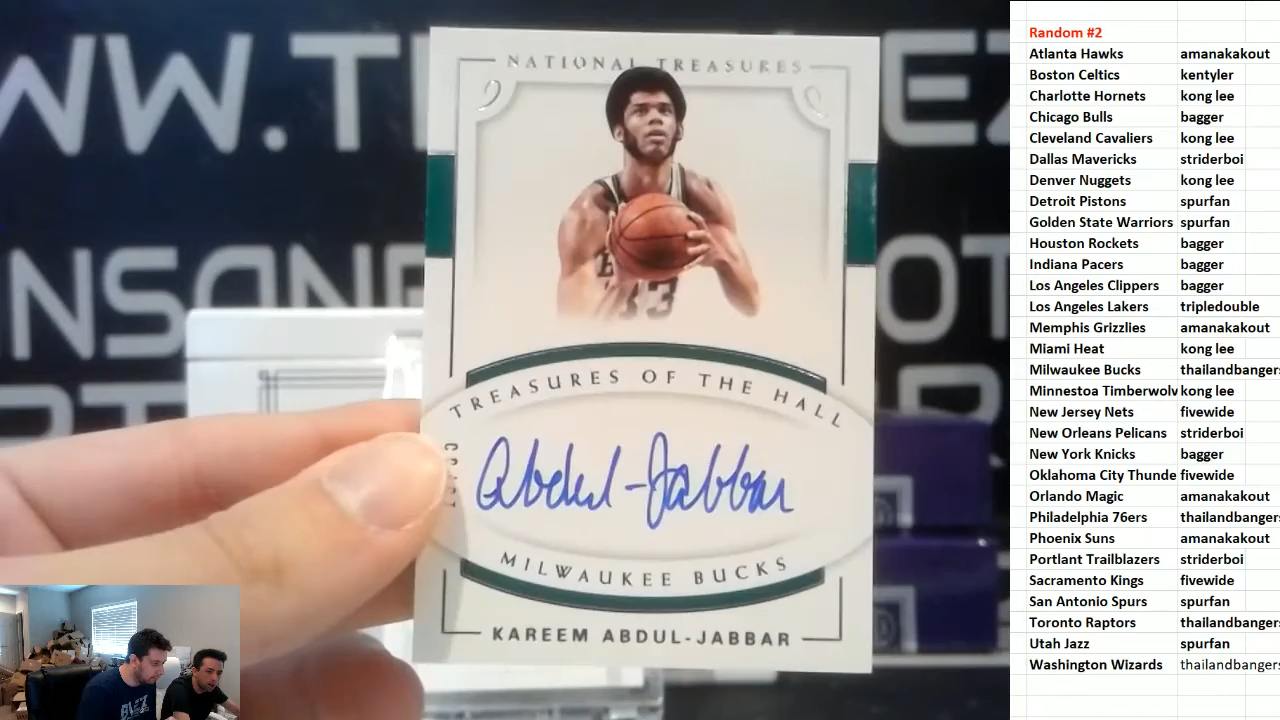 WW.T
EZ
NSANE
OT
RT
P
NATIONAL TREASURES
33
TREASURES OF THE HALL
Abdul-Jabbar
MILWAUKEE BUCKS
KAREEM ABDUL-JABBAR
Random #2
Atlanta Hawks amanakakout
Boston Celtics kentyler
Charlotte Hornets kong lee
Chicago Bulls bagger
Cleveland Cavaliers kong lee
Dallas Mavericks striderboi
Denver Nuggets kong lee
Detroit Pistons spurfan
Golden State Warriors spurfan
Houston Rockets bagger
Indiana Pacers bagger
Los Angeles Clippers bagger
Los Angeles Lakers tripledouble
Memphis Grizzlies amanakakout
Miami Heat kong lee
Milwaukee Bucks thailandbangers
Minnestoa Timberwolv kong lee
New Jersey Nets fivewide
New Orleans Pelicans striderboi
New York Knicks bagger
Oklahoma City Thunde fivewide
Orlando Magic amanakakout
Philadelphia 76ers thailandbangers
Phoenix Suns amanakakout
Portlant Trailblazers striderboi
Sacramento Kings fivewide
San Antonio Spurs spurfan
Toronto Raptors thailandbangers
Utah Jazz spurfan
Washington Wizards thailandbangers